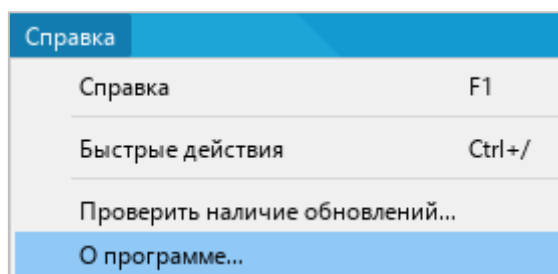 Справка
Справка F1
Быстрые действия Ctrl+/
Проверить наличие обновлений...
О программе...